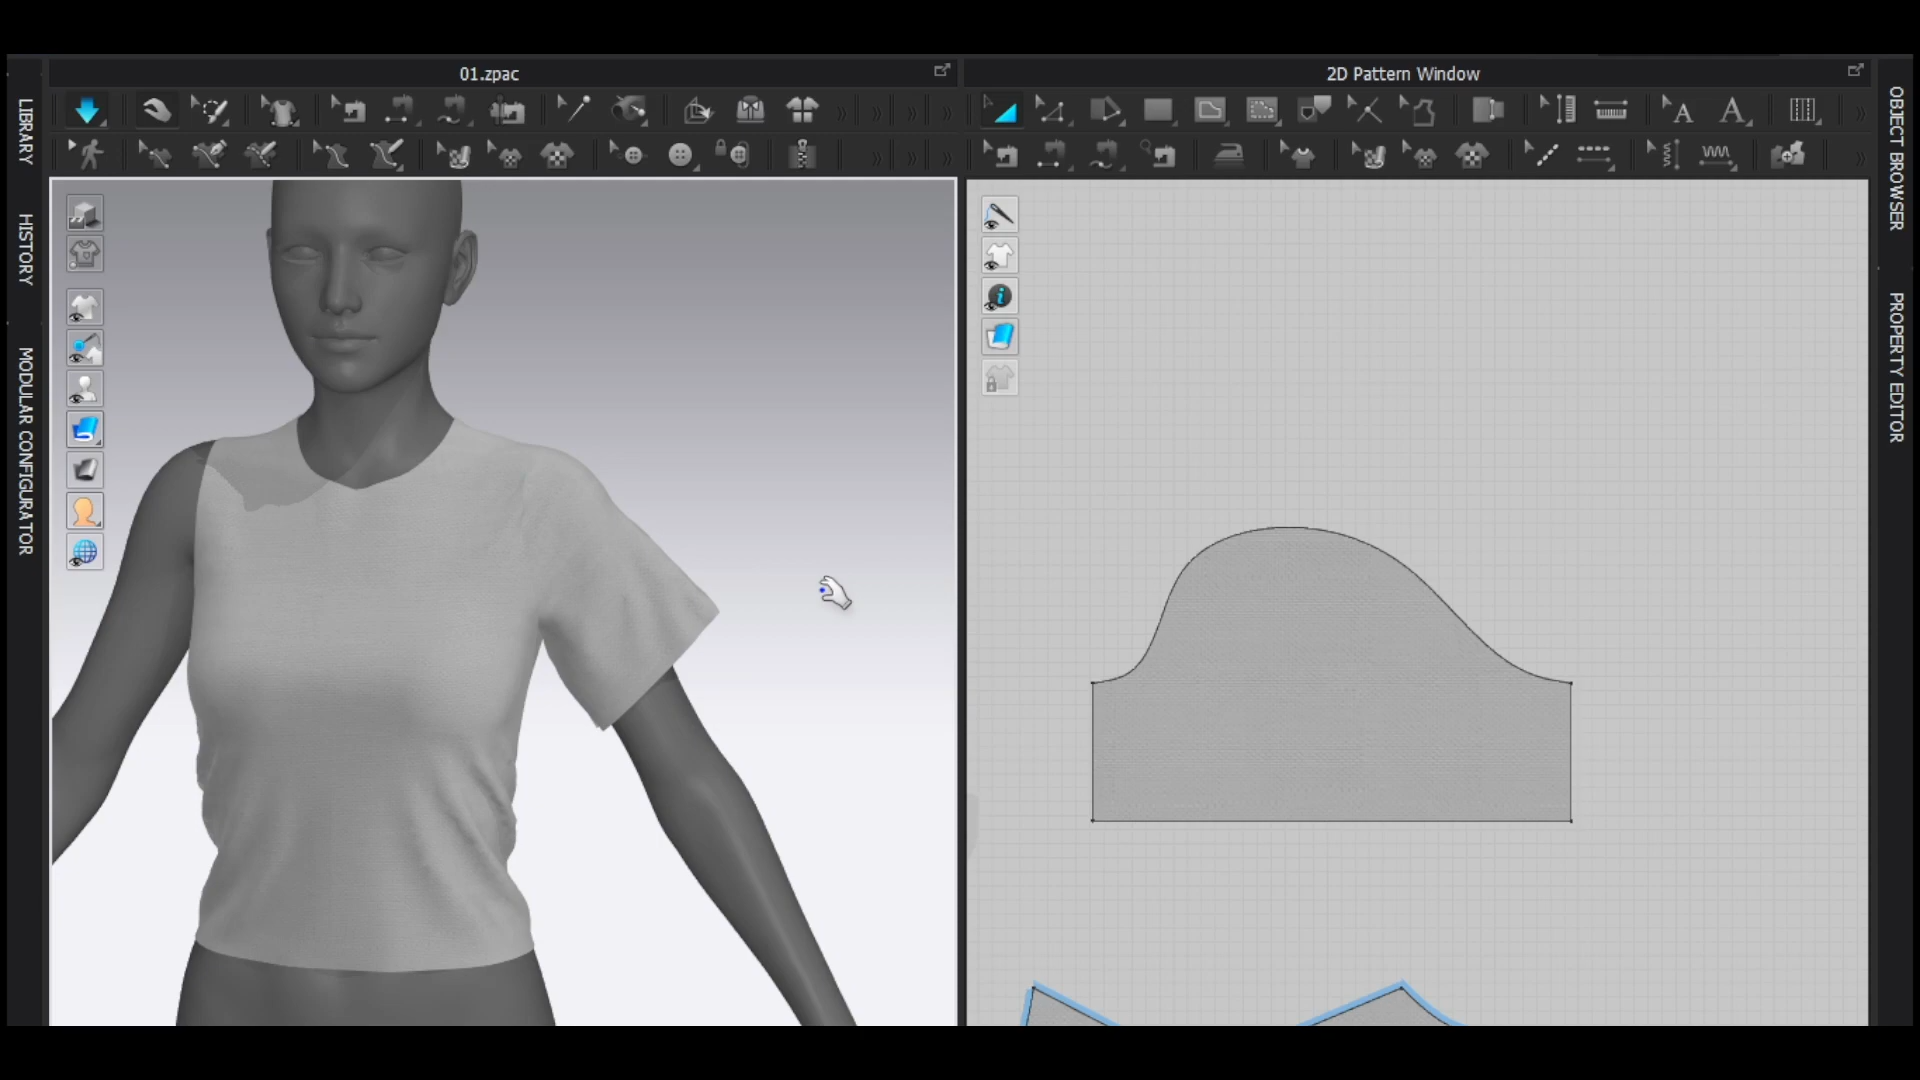 01.zpac
2D Pattern Window
LIBRARY
HISTORY
MODULAR CONFIGURATOR
OBJECT BROWSER
PROPERTY EDITOR
A
A